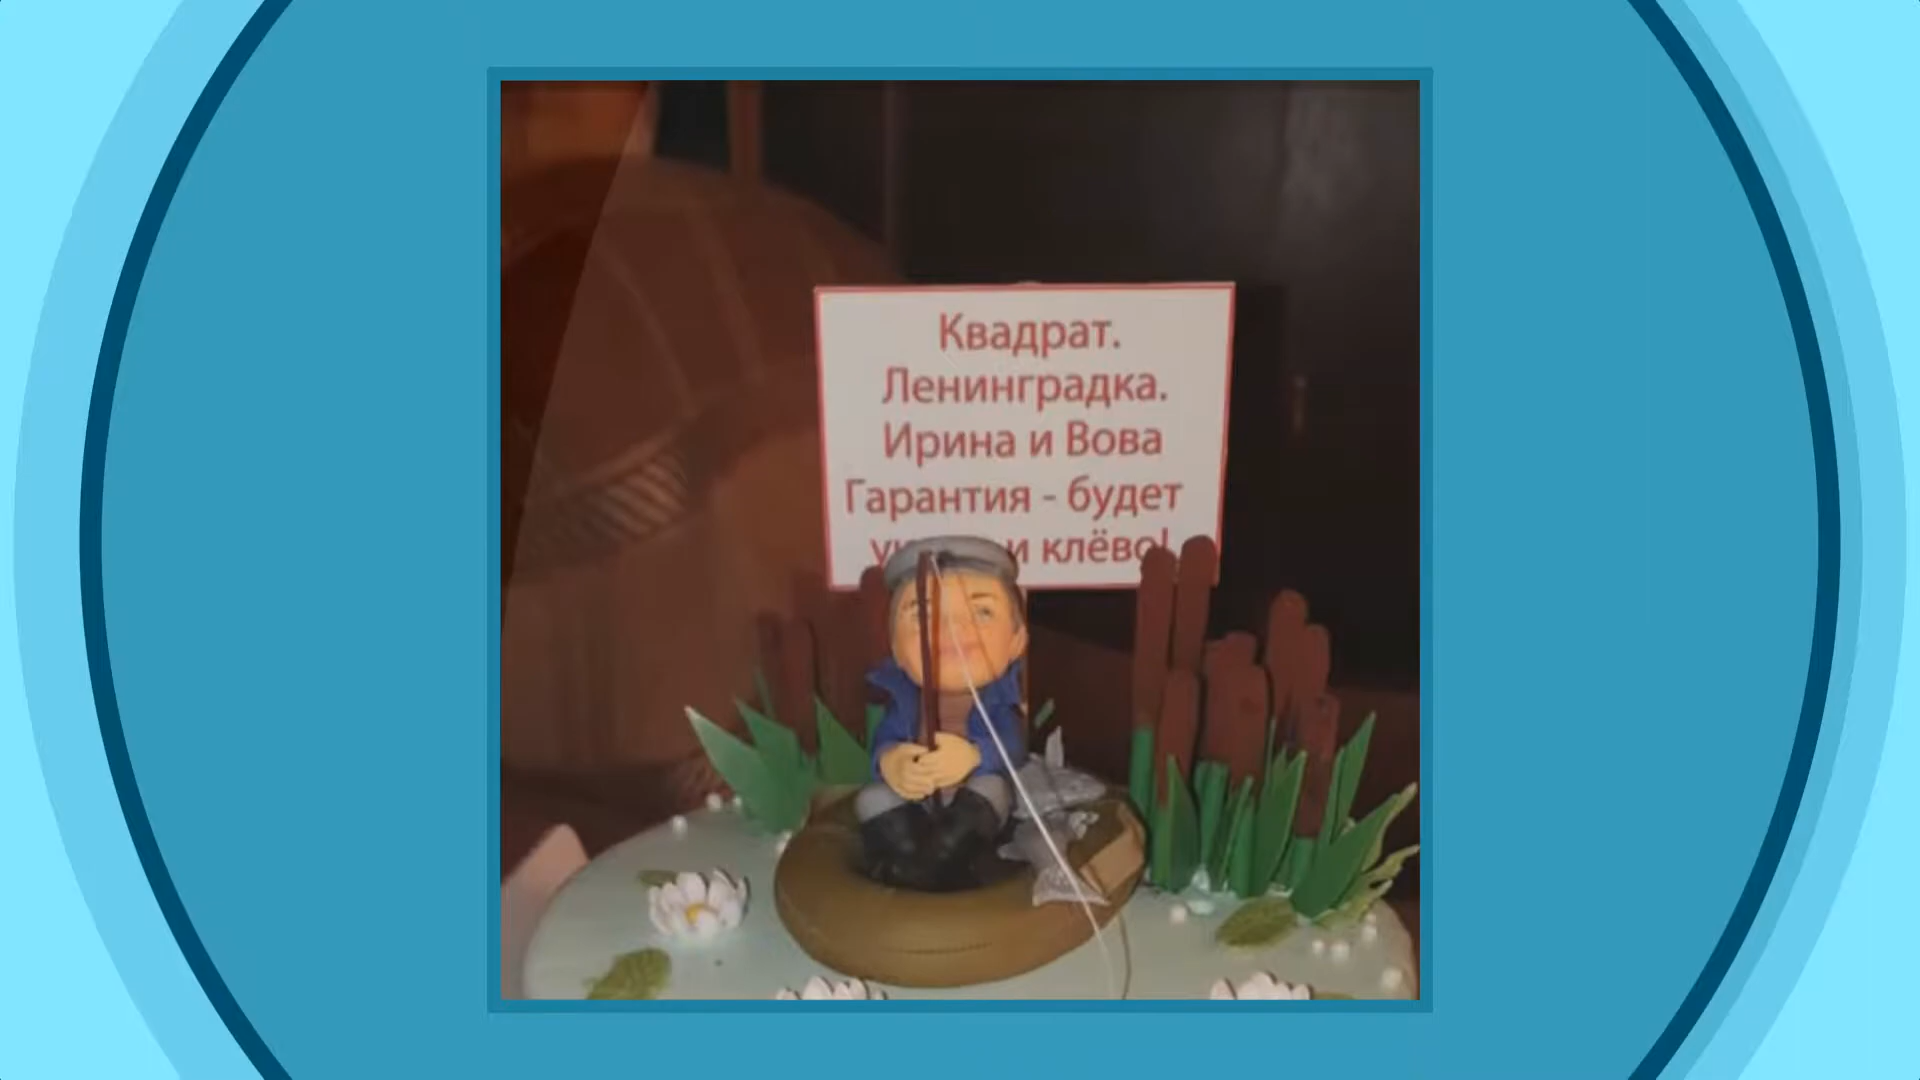 Квадрат.
Ленинградка.
Ирина и Вова
Гарантия - будет
и клёво!